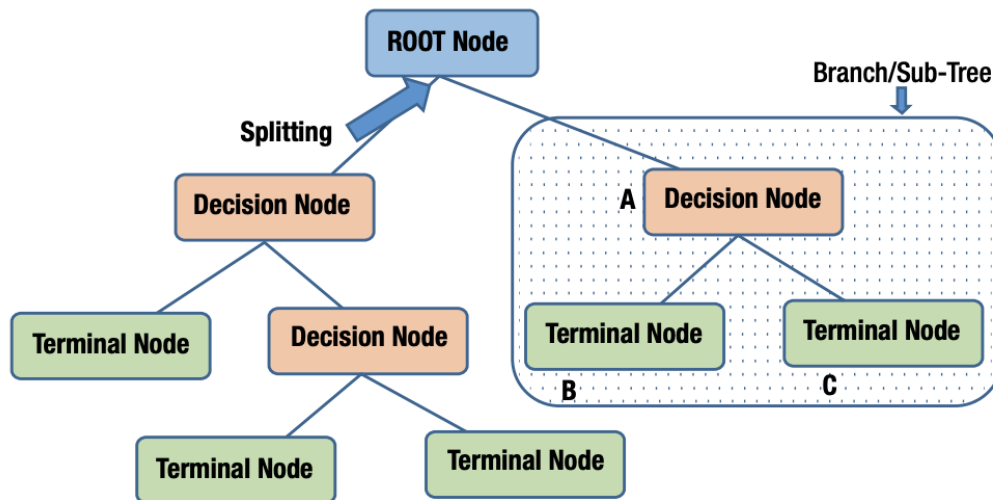 ROOT Node
Branch/Sub-Tree
Splitting
Decision Node
A
Decision Node
Terminal Node
Decision Node
Terminal Node
Terminal Node
B
C
Terminal Node
Terminal Node